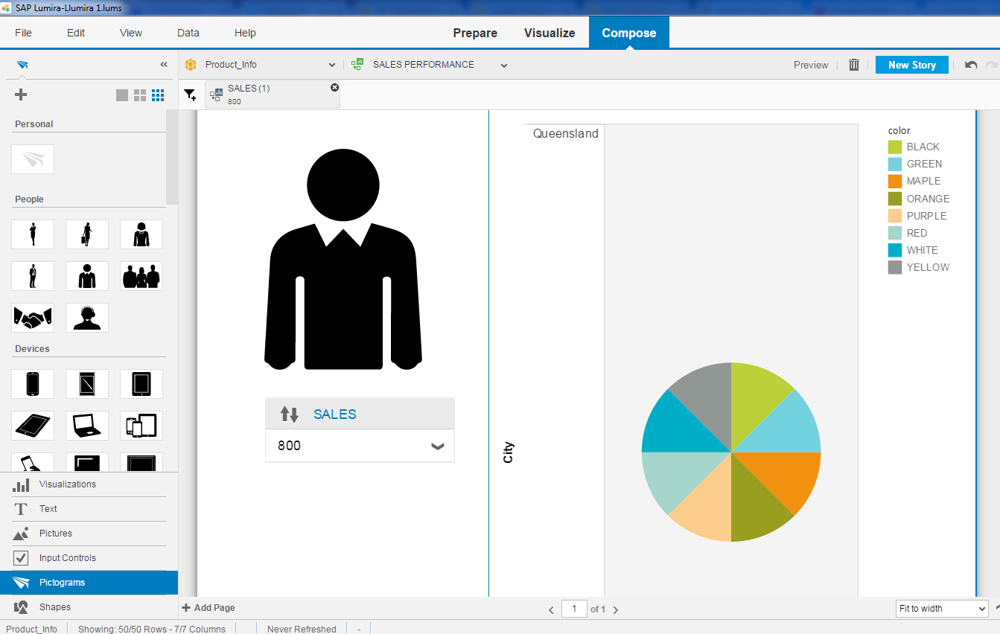 SAP Lumira-Llumira 1.lums
File Edit View Data Help Prepare Visualize Compose
Product_Info SALES PERFORMANCE Preview New Story
SALES (1)
800
Personal
People
Devices
Visualizations
Text
Pictures
Input Controls
Pictograms
Shapes
SALES
800
Queensland
City
color
BLACK
GREEN
MAPLE
ORANGE
PURPLE
RED
WHITE
YELLOW
Add Page 1 of 1 Fit to width
Product_Info Showing: 50/50 Rows - 7/7 Columns Never Refreshed -